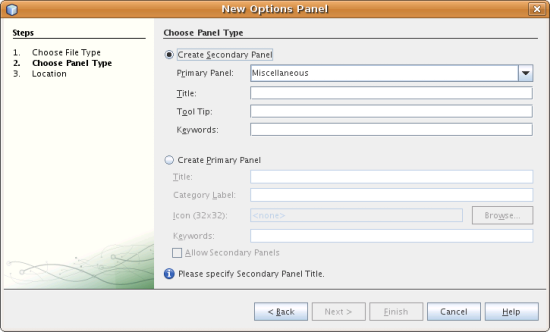 New Options Panel
Steps
1. Choose File Type
2. Choose Panel Type
3. Location
Choose Panel Type
Create Secondary Panel
Primary Panel: Miscellaneous
Title:
Tool Tip:
Keywords:
Create Primary Panel
Title:
Category Label:
Icon (32x32): <none> Browse...
Keywords:
Allow Secondary Panels
Please specify Secondary Panel Title.
< Back Next > Finish Cancel Help